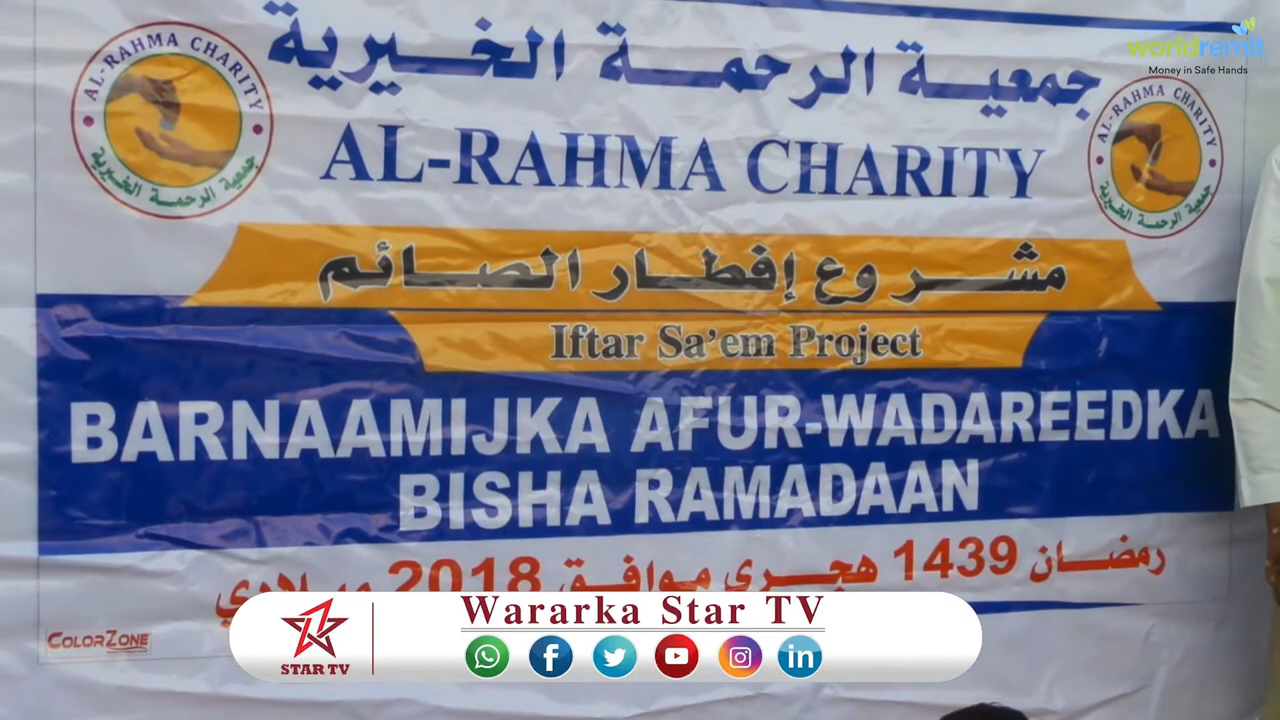 جمعية الرحمة الخيرية
AL-RAHMA CHARITY
AL-RAHMA CHARITY
جمعية الرحمة الخيرية
AL-RAHMA CHARITY
جمعية الرحمة الخيرية
worldremit
Money in Safe Hands
مشروع إفطار الصائم
Iftar Sa'em Project
BARNAAMIJKA AFUR-WADAREEDKA
BISHA RAMADAAN
رمضان 1439 هجري موافق 2018 ميلادي
COLORZONE
STAR TV
Wararka Star TV